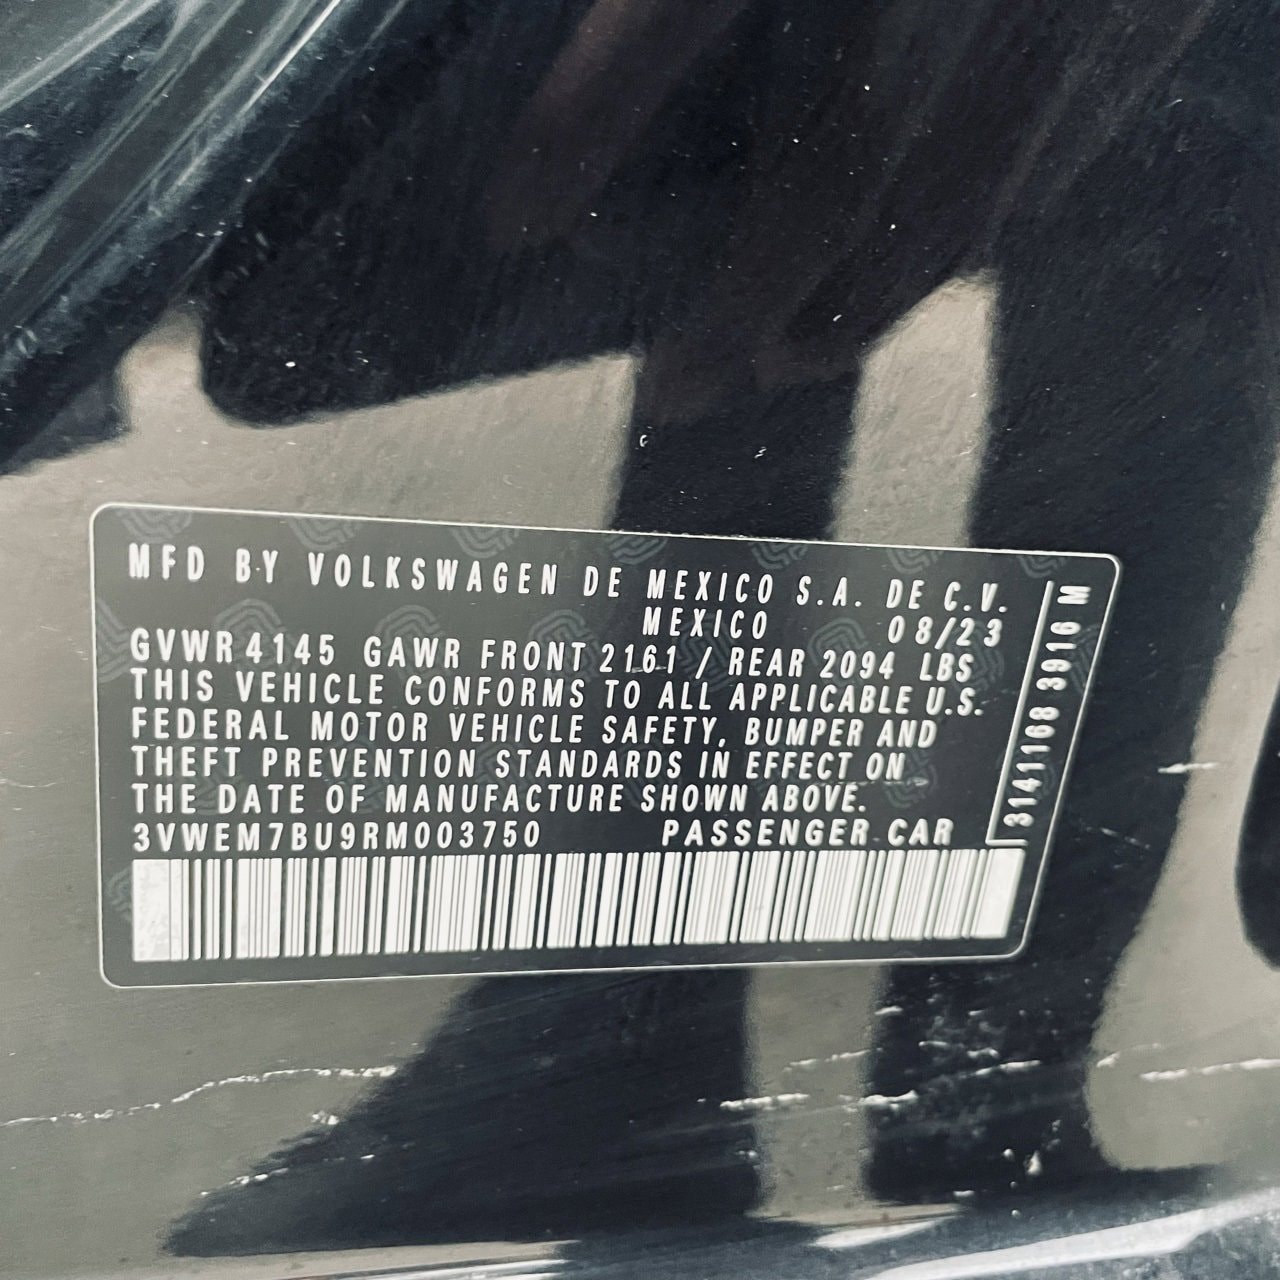 MFD BY VOLKSWAGEN DE MEXICO S.A. DE C.V.
MEXICO 08/23
GVWR 4145 GAWR FRONT 2161 / REAR 2094 LBS
THIS VEHICLE CONFORMS TO ALL APPLICABLE U.S.
FEDERAL MOTOR VEHICLE SAFETY, BUMPER AND
THEFT PREVENTION STANDARDS IN EFFECT ON
THE DATE OF MANUFACTURE SHOWN ABOVE.
3VWEM7BU9RM003750 PASSENGER CAR
3141168 3916 M